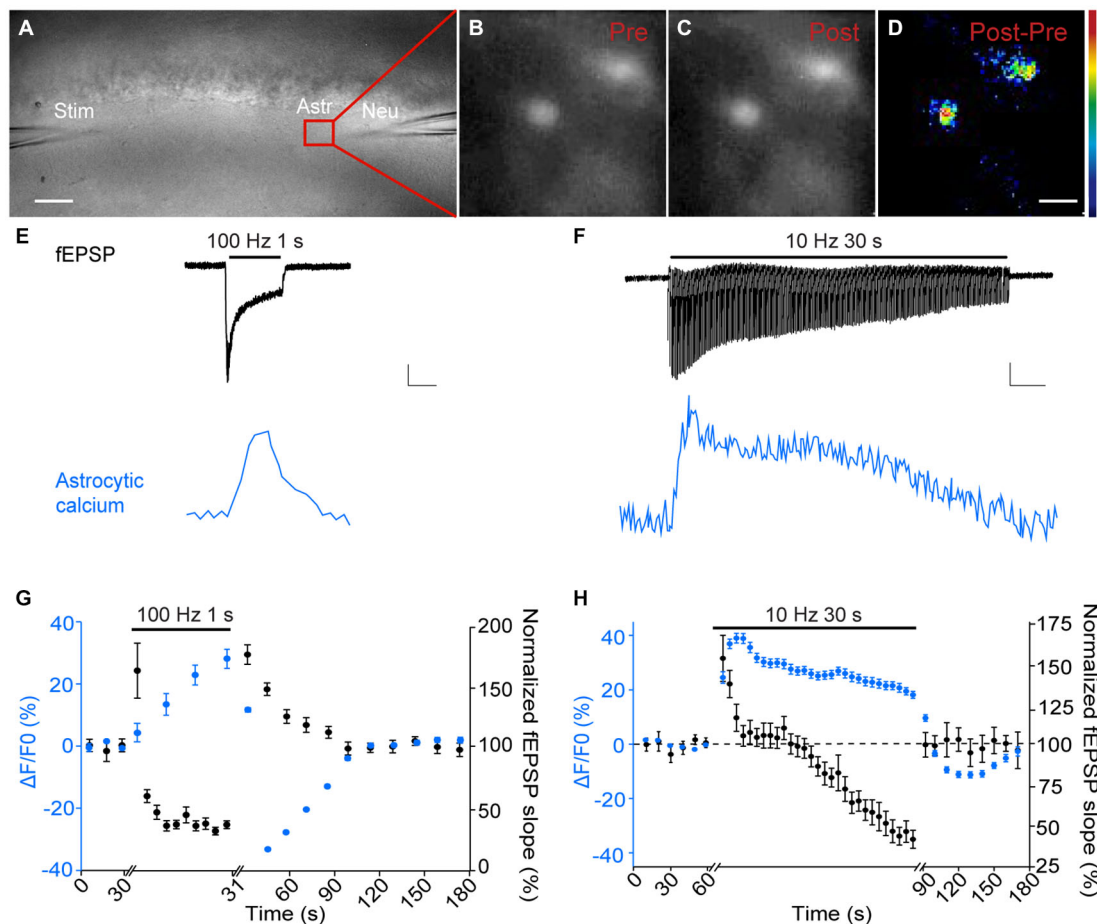 A
B
C
D
Pre
Post
Post-Pre
Stim
Astr
Neu
E
F
100 Hz 1 s
10 Hz 30 s
fEPSP
Astrocytic
calcium
G
H
100 Hz 1 s
10 Hz 30 s
40
20
0
-20
-40
ΔF/F0 (%)
200
150
100
50
0
Normalized fEPSP slope (%)
0
30
31
60
90
120
150
180
Time (s)
40
20
0
-20
-40
ΔF/F0 (%)
175
150
125
100
75
50
25
Normalized fEPSP slope (%)
0
30
60
90
120
150
180
Time (s)